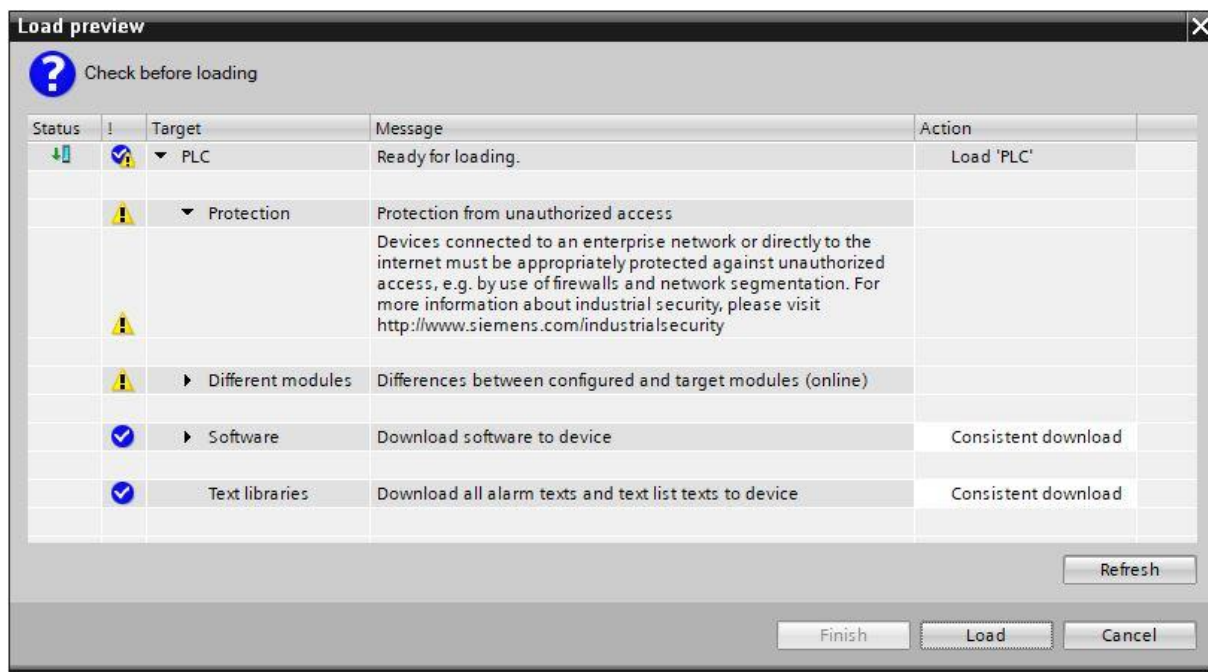 Load preview
Check before loading
Status ! Target Message Action
PLC Ready for loading. Load 'PLC'
Protection Protection from unauthorized access
Devices connected to an enterprise network or directly to the
internet must be appropriately protected against unauthorized
access, e.g. by use of firewalls and network segmentation. For
more information about industrial security, please visit
http://www.siemens.com/industrialsecurity
Different modules Differences between configured and target modules (online)
Software Download software to device Consistent download
Text libraries Download all alarm texts and text list texts to device Consistent download
Refresh
Finish Load Cancel